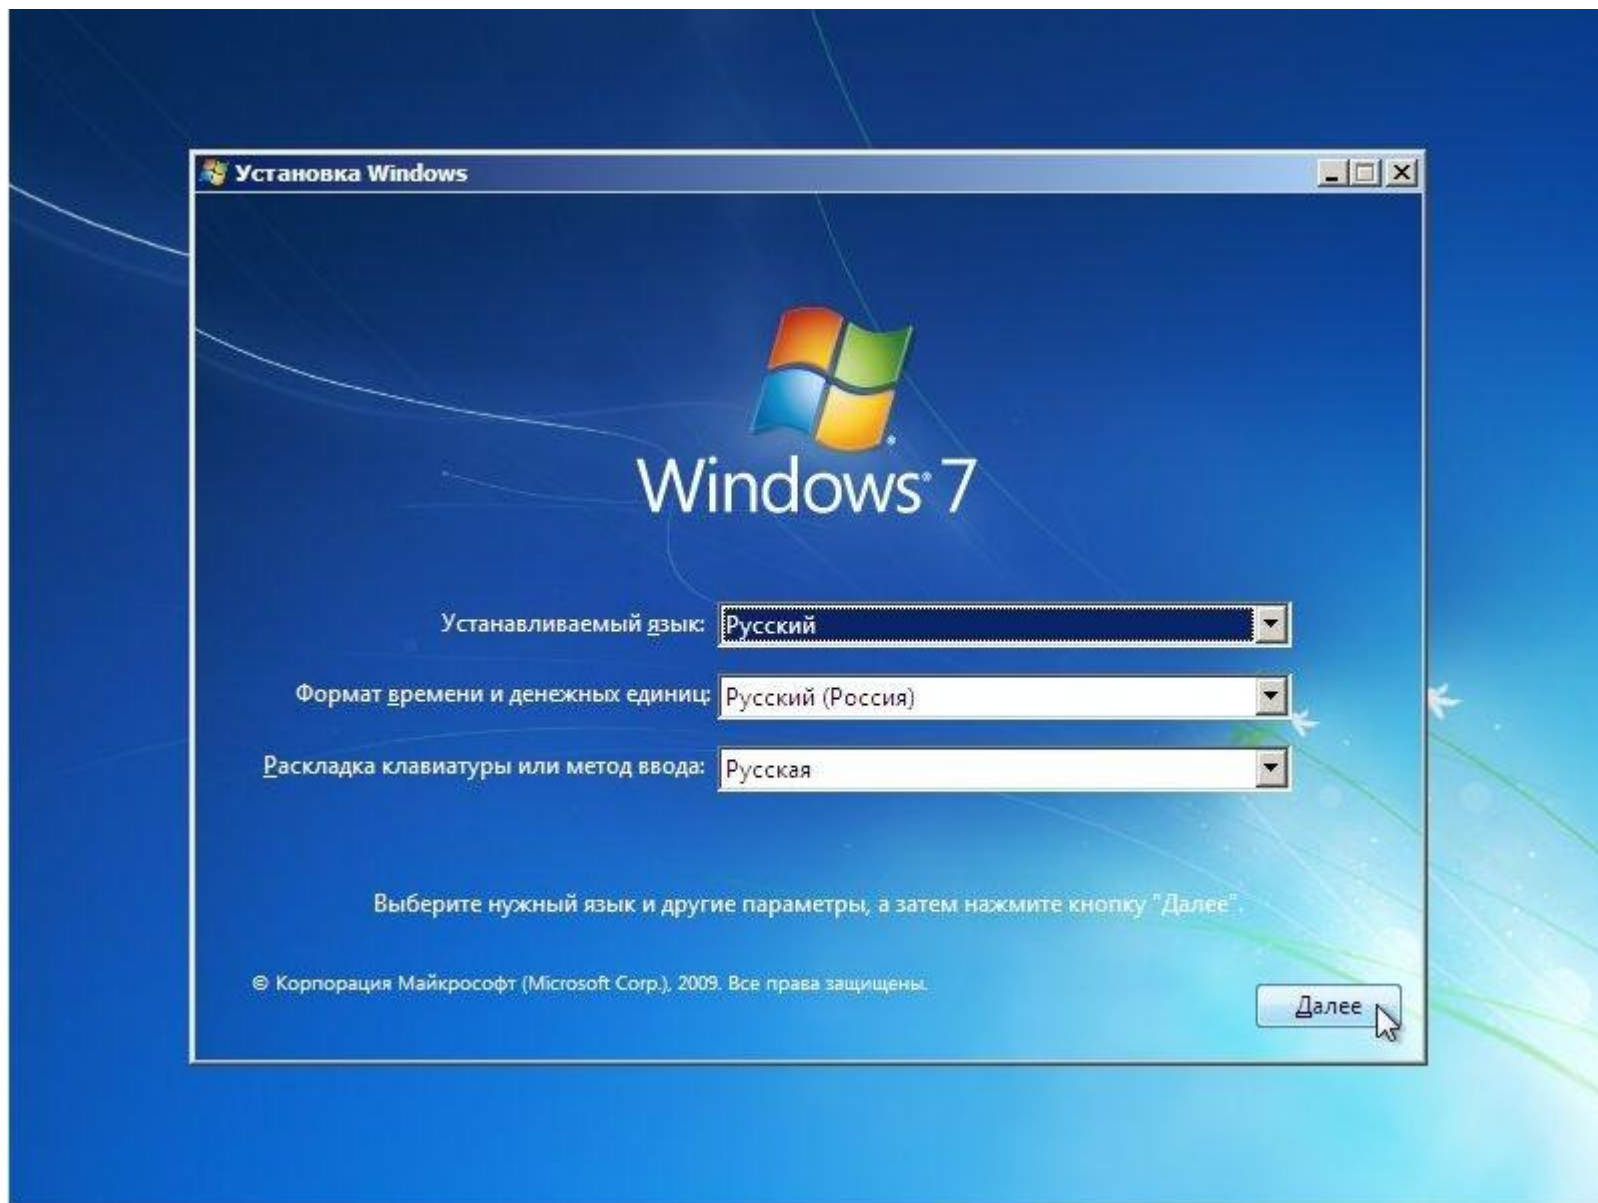 Установка Windows
Windows® 7
Устанавливаемый язык: Русский
Формат времени и денежных единиц: Русский (Россия)
Раскладка клавиатуры или метод ввода: Русская
Выберите нужный язык и другие параметры, а затем нажмите кнопку "Далее".
© Корпорация Майкрософт (Microsoft Corp.), 2009. Все права защищены.
Далее